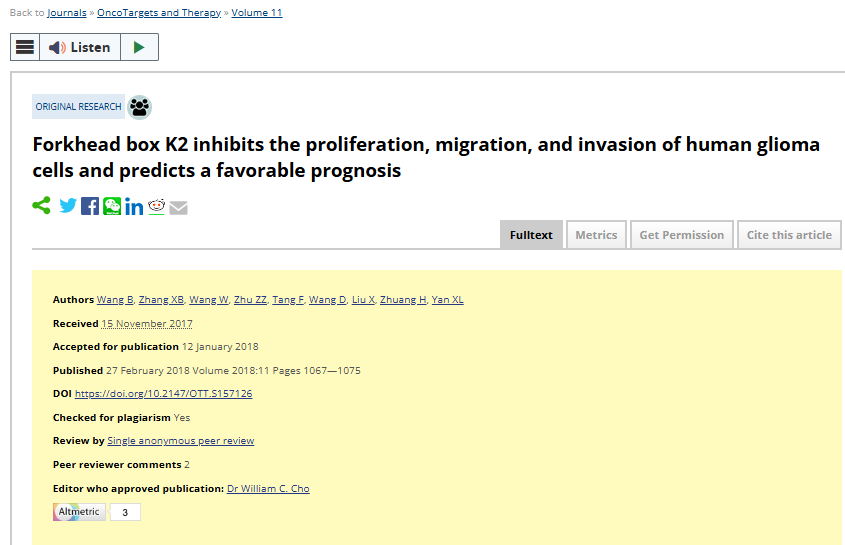 Back to Journals » OncoTargets and Therapy » Volume 11
Listen
ORIGINAL RESEARCH
Forkhead box K2 inhibits the proliferation, migration, and invasion of human glioma
cells and predicts a favorable prognosis
Fulltext Metrics Get Permission Cite this article
Authors Wang B, Zhang XB, Wang W, Zhu ZZ, Tang F, Wang D, Liu X, Zhuang H, Yan XL
Received 15 November 2017
Accepted for publication 12 January 2018
Published 27 February 2018 Volume 2018:11 Pages 1067—1075
DOI https://doi.org/10.2147/OTT.S157126
Checked for plagiarism Yes
Review by Single anonymous peer review
Peer reviewer comments 2
Editor who approved publication: Dr William C. Cho
Altmetric 3